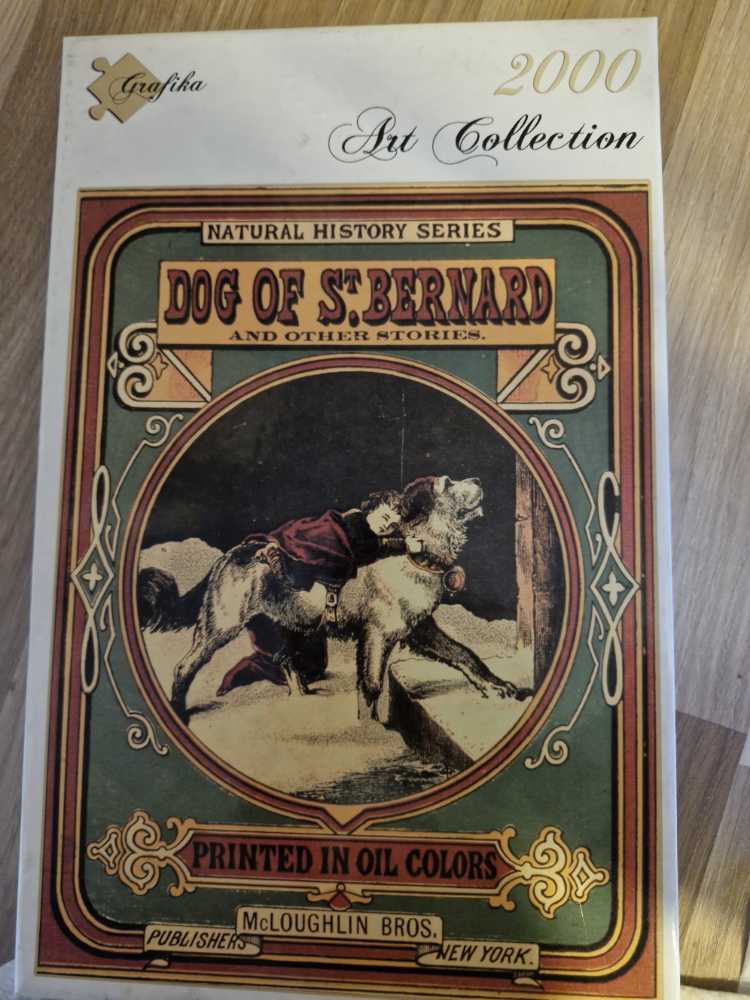 Grafika
2000
Art Collection
NATURAL HISTORY SERIES
DOG OF ST. BERNARD
AND OTHER STORIES.
PRINTED IN OIL COLORS
McLOUGHLIN BROS.
PUBLISHERS
NEW YORK.